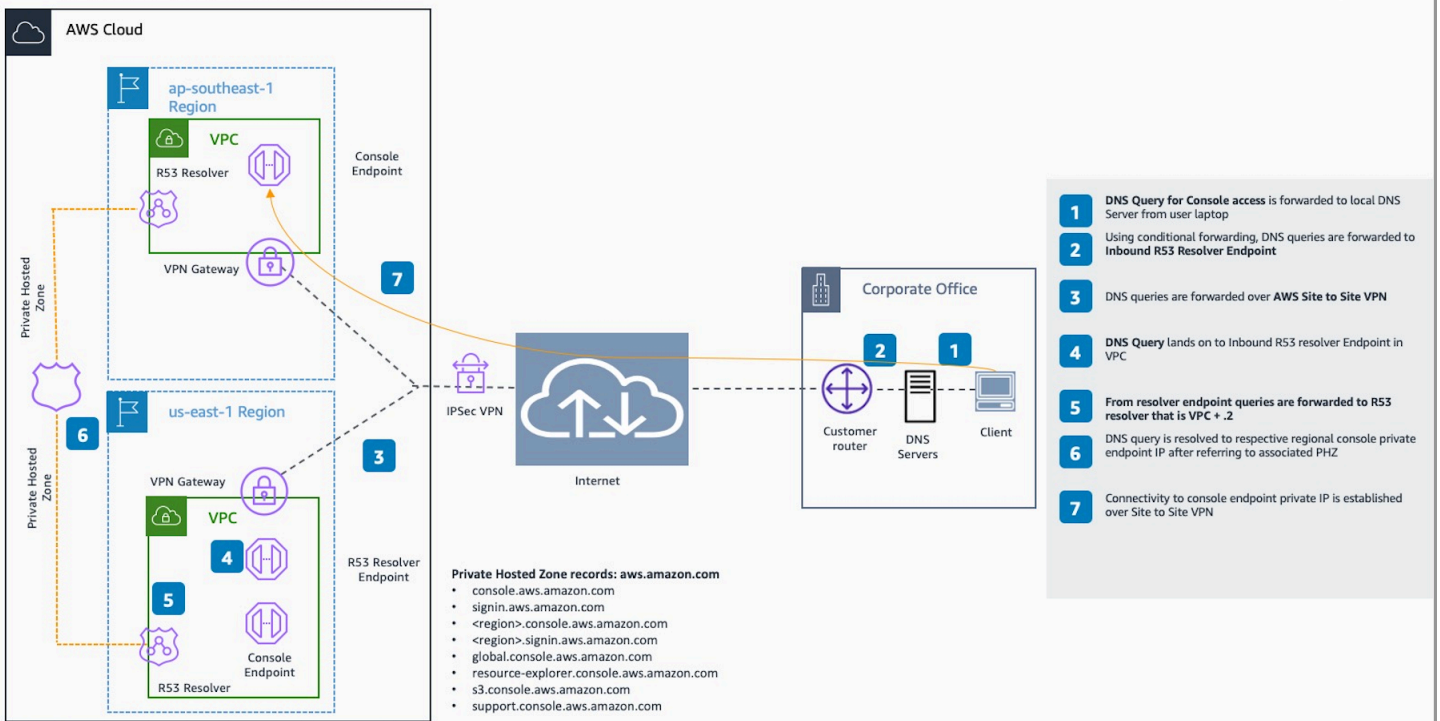 AWS Cloud
ap-southeast-1
Region
VPC
R53 Resolver
Console
Endpoint
VPN Gateway
7
Private Hosted
Zone
6
Private Hosted
Zone
us-east-1 Region
VPN Gateway
3
VPC
4
R53 Resolver
Endpoint
5
Console
Endpoint
R53 Resolver
IPSec VPN
Internet
Corporate Office
2
1
Customer
router
DNS
Servers
Client
Private Hosted Zone records: aws.amazon.com
• console.aws.amazon.com
• signin.aws.amazon.com
• <region>.console.aws.amazon.com
• <region>.signin.aws.amazon.com
• global.console.aws.amazon.com
• resource-explorer.console.aws.amazon.com
• s3.console.aws.amazon.com
• support.console.aws.amazon.com
1 DNS Query for Console access is forwarded to local DNS
Server from user laptop
2 Using conditional forwarding, DNS queries are forwarded to
Inbound R53 Resolver Endpoint
3 DNS queries are forwarded over AWS Site to Site VPN
4 DNS Query lands on to Inbound R53 resolver Endpoint in
VPC
5 From resolver endpoint queries are forwarded to R53
resolver that is VPC + .2
6 DNS query is resolved to respective regional console private
endpoint IP after referring to associated PHZ
7 Connectivity to console endpoint private IP is established
over Site to Site VPN